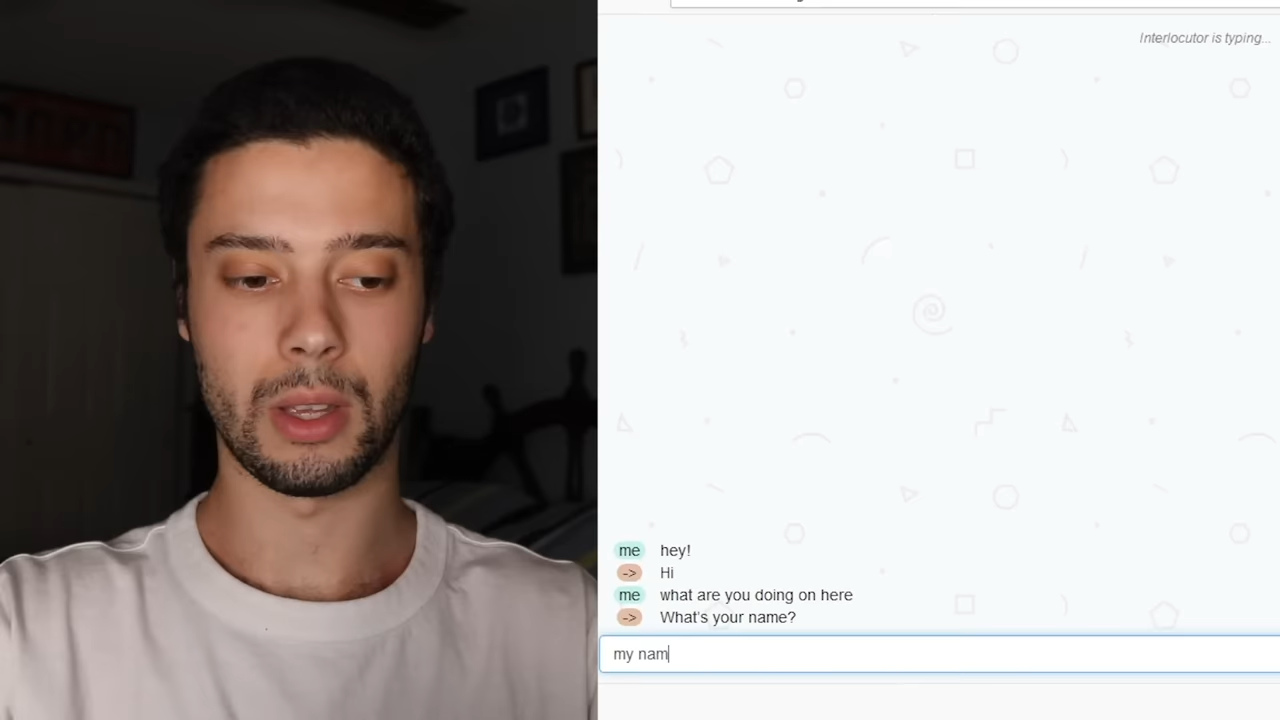 Interlocutor is typing...
me hey!
-> Hi
me what are you doing on here
-> What's your name?
my nam